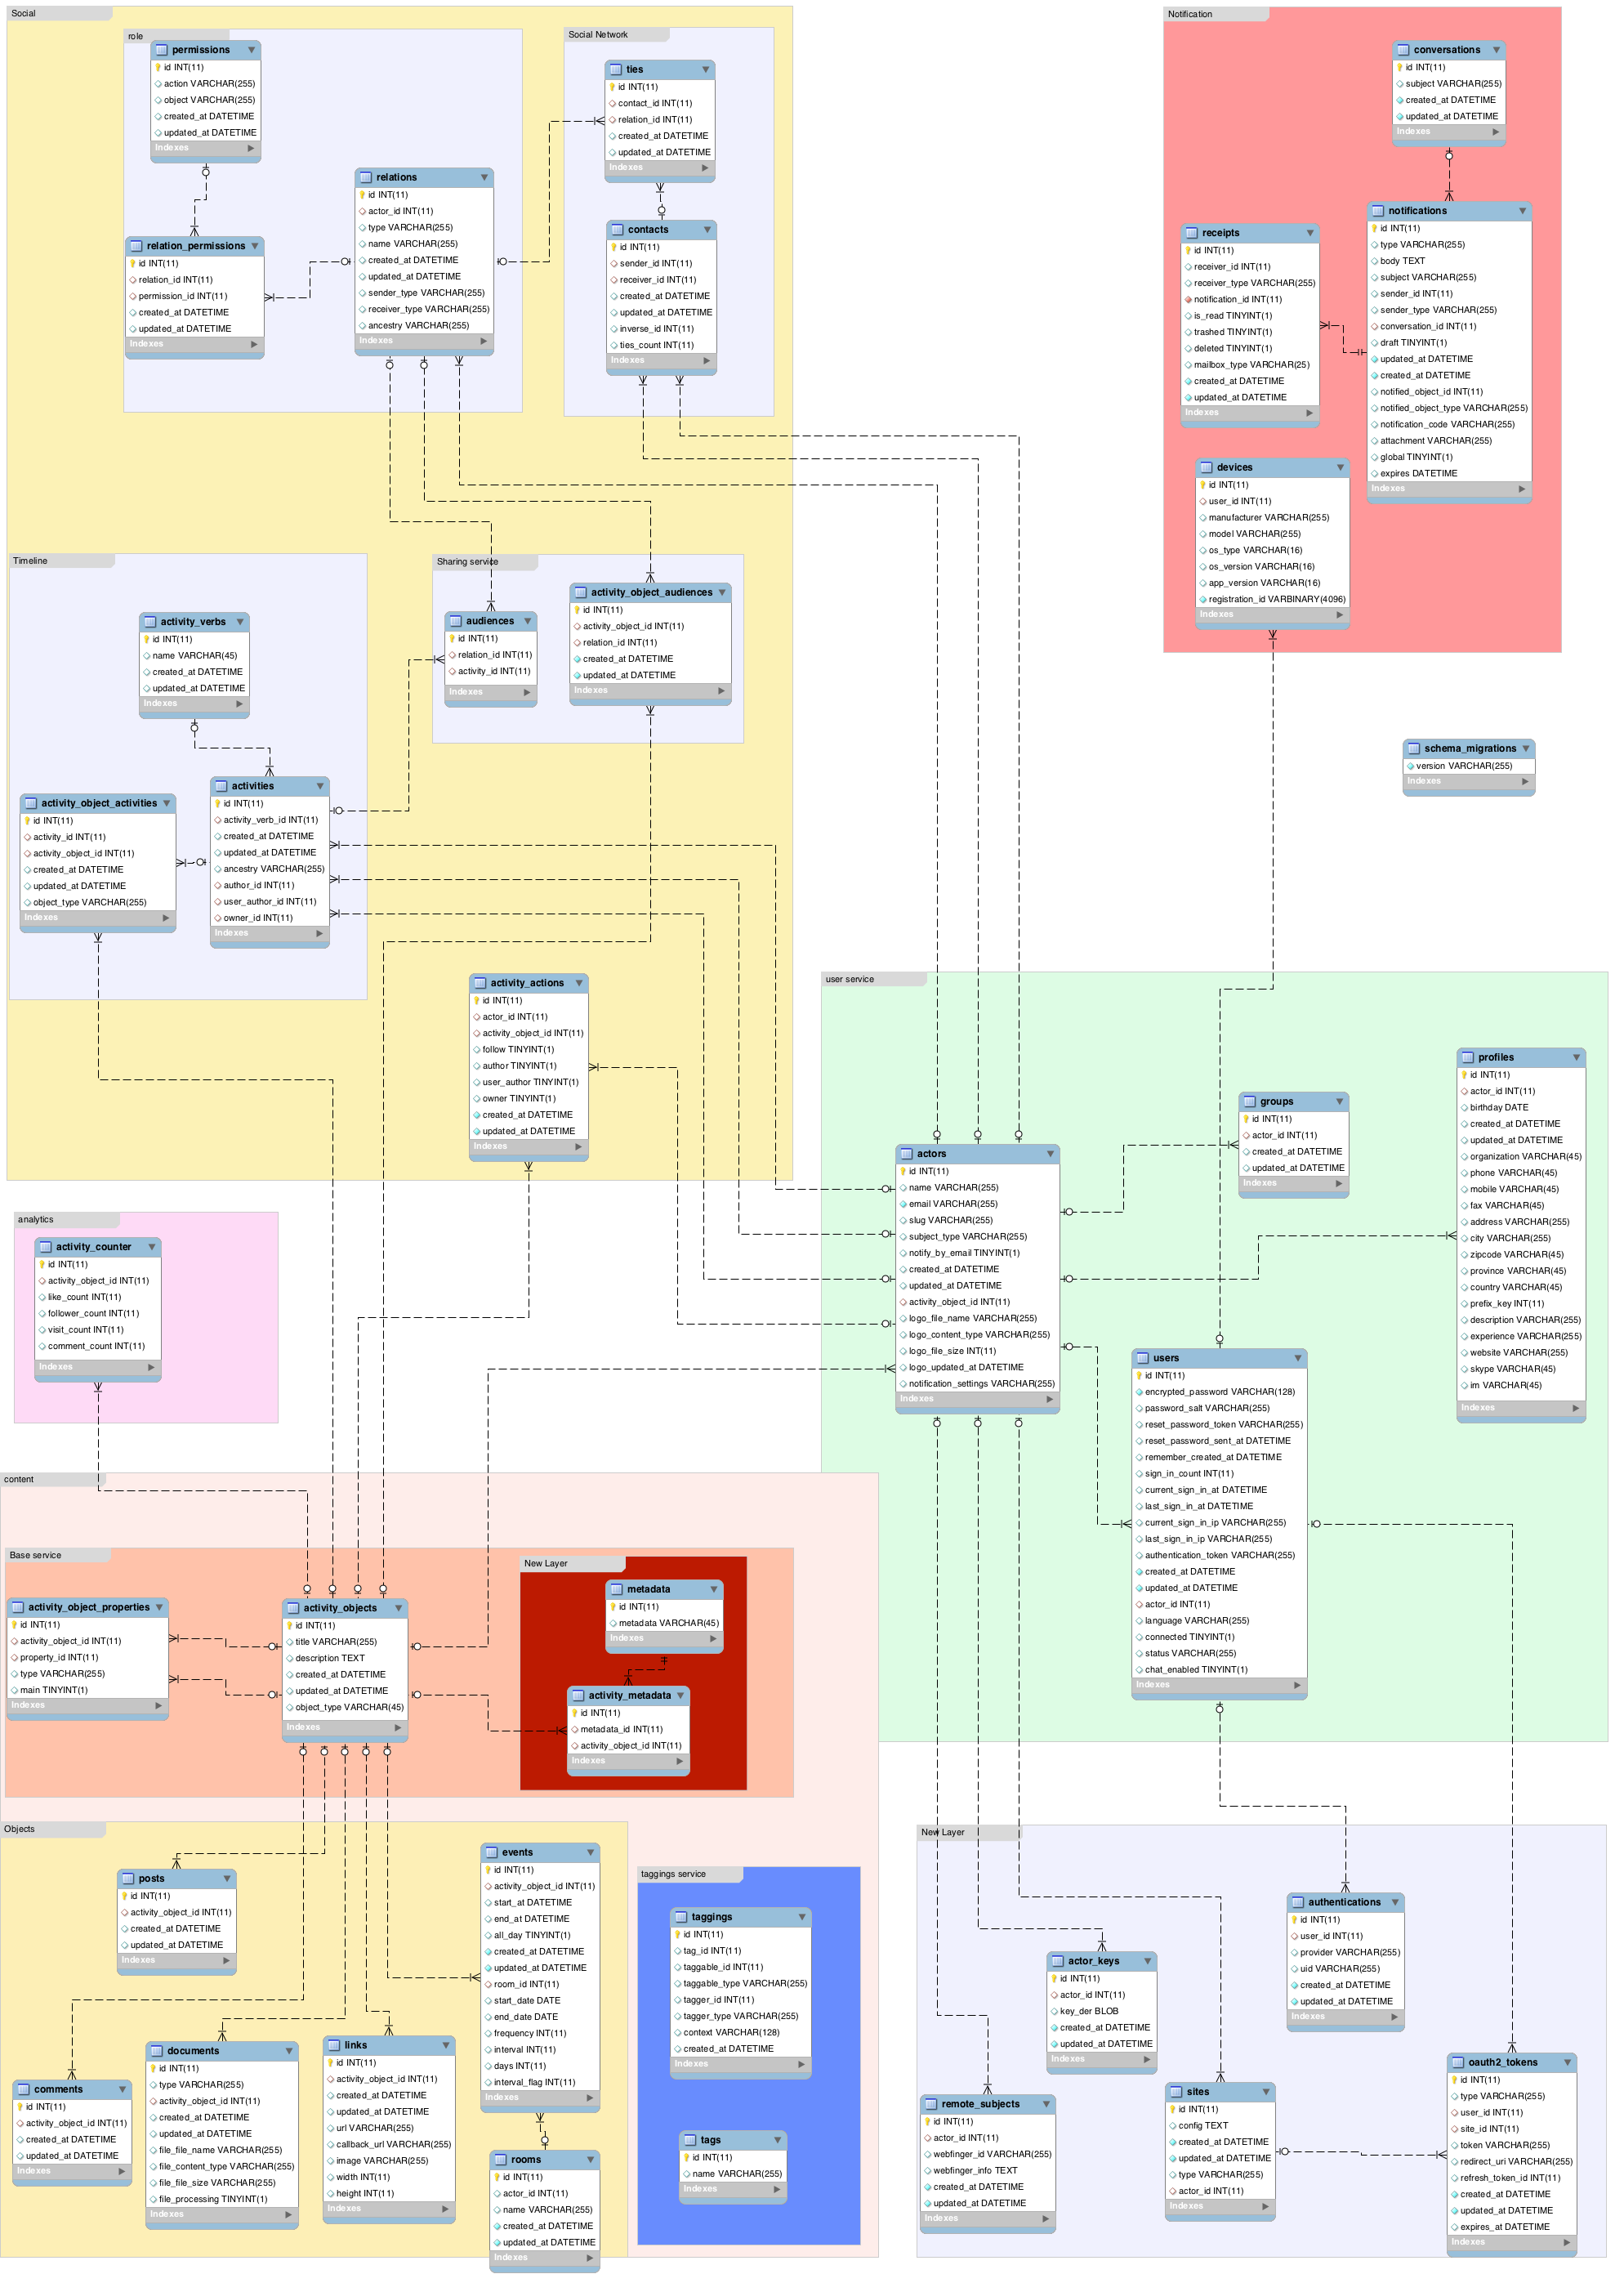 Social
role
permissions
id INT(11)
action VARCHAR(255)
object VARCHAR(255)
created_at DATETIME
updated_at DATETIME
Indexes
relation_permissions
id INT(11)
relation_id INT(11)
permission_id INT(11)
created_at DATETIME
updated_at DATETIME
Indexes
relations
id INT(11)
actor_id INT(11)
type VARCHAR(255)
name VARCHAR(255)
created_at DATETIME
updated_at DATETIME
sender_type VARCHAR(255)
receiver_type VARCHAR(255)
ancestry VARCHAR(255)
Indexes
Social Network
ties
id INT(11)
contact_id INT(11)
relation_id INT(11)
created_at DATETIME
updated_at DATETIME
Indexes
contacts
id INT(11)
sender_id INT(11)
receiver_id INT(11)
created_at DATETIME
updated_at DATETIME
inverse_id INT(11)
ties_count INT(11)
Indexes
Notification
conversations
id INT(11)
subject VARCHAR(255)
created_at DATETIME
updated_at DATETIME
Indexes
receipts
id INT(11)
receiver_id INT(11)
receiver_type VARCHAR(255)
notification_id INT(11)
is_read TINYINT(1)
trashed TINYINT(1)
deleted TINYINT(1)
mailbox_type VARCHAR(25)
created_at DATETIME
updated_at DATETIME
Indexes
notifications
id INT(11)
type VARCHAR(255)
body TEXT
subject VARCHAR(255)
sender_id INT(11)
sender_type VARCHAR(255)
conversation_id INT(11)
draft TINYINT(1)
updated_at DATETIME
created_at DATETIME
notified_object_id INT(11)
notified_object_type VARCHAR(255)
notification_code VARCHAR(255)
attachment VARCHAR(255)
global TINYINT(1)
expires DATETIME
Indexes
devices
id INT(11)
user_id INT(11)
manufacturer VARCHAR(255)
model VARCHAR(255)
os_type VARCHAR(16)
os_version VARCHAR(16)
app_version VARCHAR(16)
registration_id VARBINARY(4096)
Indexes
Timeline
activity_verbs
id INT(11)
name VARCHAR(45)
created_at DATETIME
updated_at DATETIME
Indexes
activity_object_activities
id INT(11)
activity_id INT(11)
activity_object_id INT(11)
created_at DATETIME
updated_at DATETIME
object_type VARCHAR(255)
Indexes
activities
id INT(11)
activity_verb_id INT(11)
created_at DATETIME
updated_at DATETIME
ancestry VARCHAR(255)
author_id INT(11)
user_author_id INT(11)
owner_id INT(11)
Indexes
Sharing service
audiences
id INT(11)
relation_id INT(11)
activity_id INT(11)
Indexes
activity_object_audiences
id INT(11)
activity_object_id INT(11)
relation_id INT(11)
created_at DATETIME
updated_at DATETIME
Indexes
schema_migrations
version VARCHAR(255)
Indexes
activity_actions
id INT(11)
actor_id INT(11)
activity_object_id INT(11)
follow TINYINT(1)
author TINYINT(1)
user_author TINYINT(1)
owner TINYINT(1)
created_at DATETIME
updated_at DATETIME
Indexes
user service
actors
id INT(11)
name VARCHAR(255)
email VARCHAR(255)
slug VARCHAR(255)
subject_type VARCHAR(255)
notify_by_email TINYINT(1)
created_at DATETIME
updated_at DATETIME
activity_object_id INT(11)
logo_file_name VARCHAR(255)
logo_content_type VARCHAR(255)
logo_file_size INT(11)
logo_updated_at DATETIME
notification_settings VARCHAR(255)
Indexes
groups
id INT(11)
actor_id INT(11)
created_at DATETIME
updated_at DATETIME
Indexes
profiles
id INT(11)
actor_id INT(11)
birthday DATE
created_at DATETIME
updated_at DATETIME
organization VARCHAR(45)
phone VARCHAR(45)
mobile VARCHAR(45)
fax VARCHAR(45)
address VARCHAR(255)
city VARCHAR(255)
zipcode VARCHAR(45)
province VARCHAR(45)
country VARCHAR(45)
prefix_key INT(11)
description VARCHAR(255)
experience VARCHAR(255)
website VARCHAR(255)
skype VARCHAR(45)
im VARCHAR(45)
Indexes
users
id INT(11)
encrypted_password VARCHAR(128)
password_salt VARCHAR(255)
reset_password_token VARCHAR(255)
reset_password_sent_at DATETIME
remember_created_at DATETIME
sign_in_count INT(11)
current_sign_in_at DATETIME
last_sign_in_at DATETIME
current_sign_in_ip VARCHAR(255)
last_sign_in_ip VARCHAR(255)
authentication_token VARCHAR(255)
created_at DATETIME
updated_at DATETIME
actor_id INT(11)
language VARCHAR(255)
connected TINYINT(1)
status VARCHAR(255)
chat_enabled TINYINT(1)
Indexes
analytics
activity_counter
id INT(11)
activity_object_id INT(11)
like_count INT(11)
follower_count INT(11)
visit_count INT(11)
comment_count INT(11)
Indexes
content
Base service
activity_object_properties
id INT(11)
activity_object_id INT(11)
property_id INT(11)
type VARCHAR(255)
main TINYINT(1)
Indexes
activity_objects
id INT(11)
title VARCHAR(255)
description TEXT
created_at DATETIME
updated_at DATETIME
object_type VARCHAR(45)
Indexes
New Layer
metadata
id INT(11)
metadata VARCHAR(45)
Indexes
activity_metadata
id INT(11)
metadata_id INT(11)
activity_object_id INT(11)
Indexes
Objects
posts
id INT(11)
activity_object_id INT(11)
created_at DATETIME
updated_at DATETIME
Indexes
comments
id INT(11)
activity_object_id INT(11)
created_at DATETIME
updated_at DATETIME
Indexes
documents
id INT(11)
type VARCHAR(255)
activity_object_id INT(11)
created_at DATETIME
updated_at DATETIME
file_file_name VARCHAR(255)
file_content_type VARCHAR(255)
file_file_size VARCHAR(255)
file_processing TINYINT(1)
Indexes
links
id INT(11)
activity_object_id INT(11)
created_at DATETIME
updated_at DATETIME
url VARCHAR(255)
callback_url VARCHAR(255)
image VARCHAR(255)
width INT(11)
height INT(11)
Indexes
events
id INT(11)
activity_object_id INT(11)
start_at DATETIME
end_at DATETIME
all_day TINYINT(1)
created_at DATETIME
updated_at DATETIME
room_id INT(11)
start_date DATE
end_date DATE
frequency INT(11)
interval INT(11)
days INT(11)
interval_flag INT(11)
Indexes
rooms
id INT(11)
actor_id INT(11)
name VARCHAR(255)
created_at DATETIME
updated_at DATETIME
Indexes
taggings service
taggings
id INT(11)
tag_id INT(11)
taggable_id INT(11)
taggable_type VARCHAR(255)
tagger_id INT(11)
tagger_type VARCHAR(255)
context VARCHAR(128)
created_at DATETIME
Indexes
tags
id INT(11)
name VARCHAR(255)
Indexes
New Layer
authentications
id INT(11)
user_id INT(11)
provider VARCHAR(255)
uid VARCHAR(255)
created_at DATETIME
updated_at DATETIME
Indexes
actor_keys
id INT(11)
actor_id INT(11)
key_der BLOB
created_at DATETIME
updated_at DATETIME
Indexes
remote_subjects
id INT(11)
actor_id INT(11)
webfinger_id VARCHAR(255)
webfinger_info TEXT
created_at DATETIME
updated_at DATETIME
Indexes
sites
id INT(11)
config TEXT
created_at DATETIME
updated_at DATETIME
type VARCHAR(255)
actor_id INT(11)
Indexes
oauth2_tokens
id INT(11)
type VARCHAR(255)
user_id INT(11)
site_id INT(11)
token VARCHAR(255)
redirect_uri VARCHAR(255)
refresh_token_id INT(11)
created_at DATETIME
updated_at DATETIME
expires_at DATETIME
Indexes